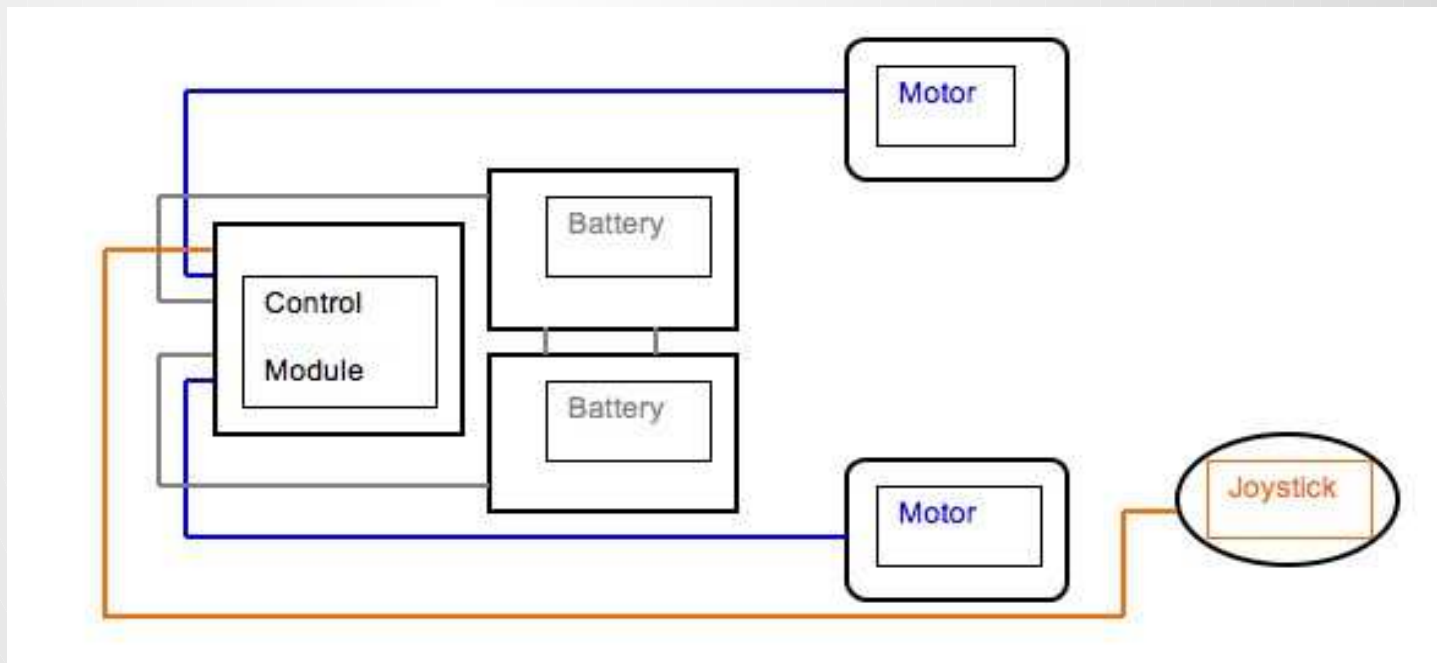 Motor
Battery
Control
Module
Battery
Motor
Joystick